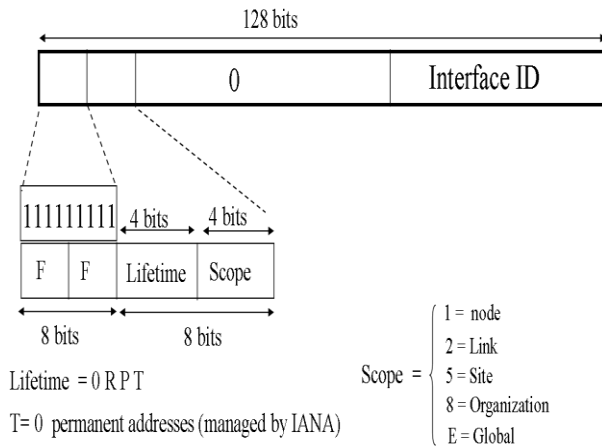 128 bits
0
Interface ID
111111111
4 bits
4 bits
F
F
Lifetime
Scope
8 bits
8 bits
Lifetime = 0 R P T
T= 0 permanent addresses (managed by IANA)
Scope =
1 = node
2 = Link
5 = Site
8 = Organization
E = Global